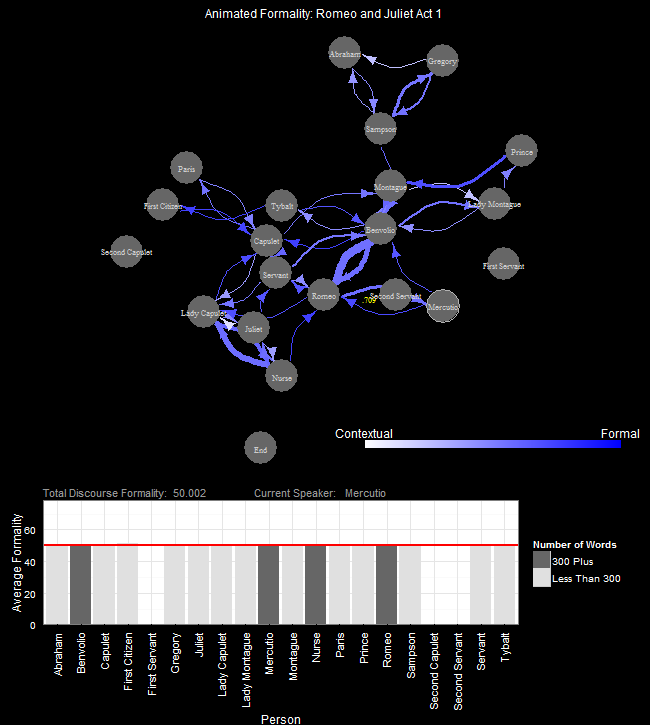 Animated Formality: Romeo and Juliet Act 1
Abraham
Gregory
Sampson
Prince
Paris
Montague
First Citizen
Tybalt
Lady Montague
Benvolio
Capulet
Second Capulet
First Servant
Servant
Romeo
Second Servant
.709
Mercutio
Lady Capulet
Juliet
Nurse
End
Contextual
Formal
Total Discourse Formality: 50.002
Current Speaker: Mercutio
Average Formality
60
40
20
0
Number of Words
300 Plus
Less Than 300
Abraham
Benvolio
Capulet
First Citizen
First Servant
Gregory
Juliet
Lady Capulet
Lady Montague
Mercutio
Montague
Nurse
Paris
Prince
Romeo
Sampson
Second Capulet
Second Servant
Servant
Tybalt
Person